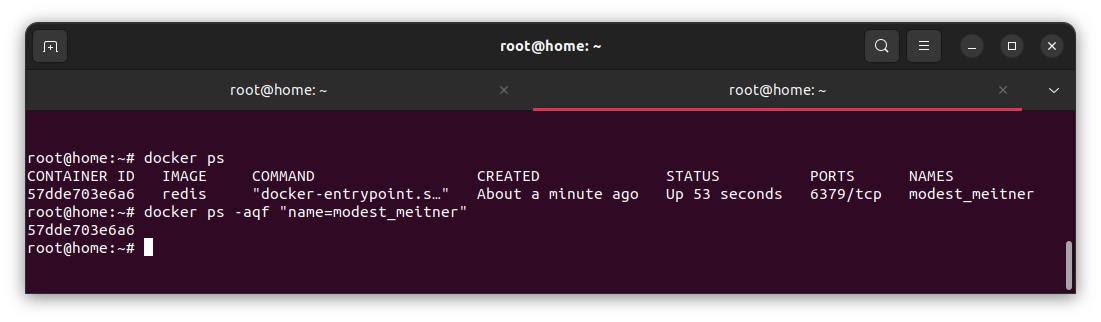 root@home: ~
root@home: ~
root@home: ~
root@home:~# docker ps
CONTAINER ID   IMAGE     COMMAND                  CREATED              STATUS          PORTS      NAMES
57dde703e6a6   redis     "docker-entrypoint.s…"   About a minute ago   Up 53 seconds   6379/tcp   modest_meitner
root@home:~# docker ps -aqf "name=modest_meitner"
57dde703e6a6
root@home:~#